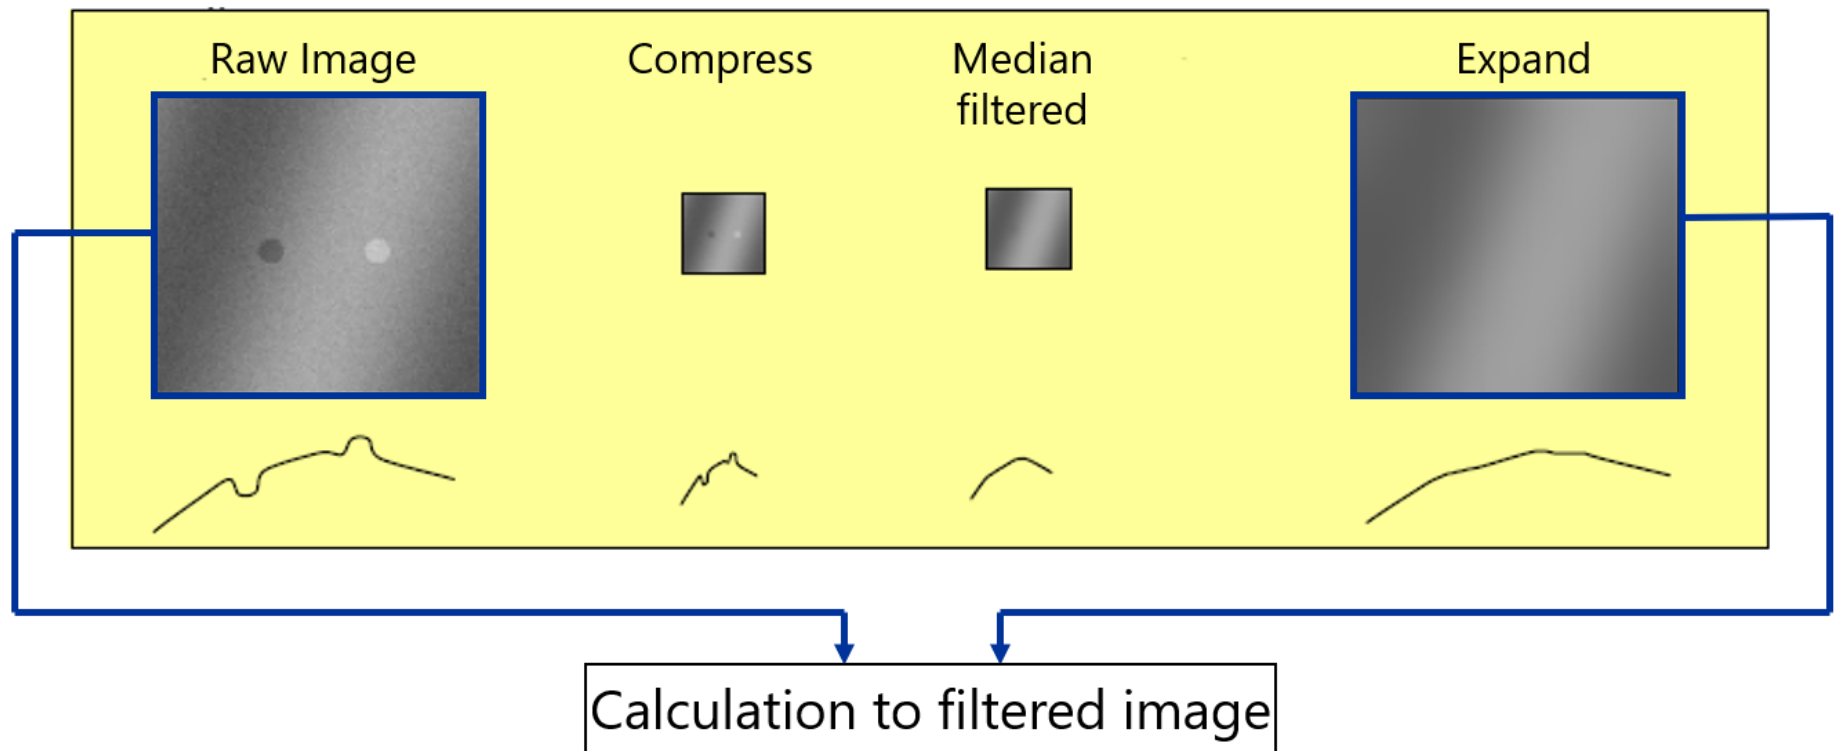 Raw Image
Compress
Median
filtered
Expand
Calculation to filtered image